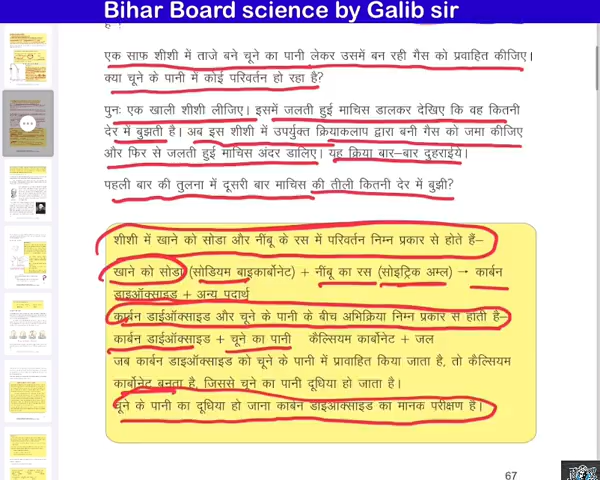 Bihar Board science by Galib sir
एक साफ शीशी में ताजे बने चूने का पानी लेकर उसमें बन रही गैस को प्रवाहित कीजिए।
क्या चूने के पानी में कोई परिवर्तन हो रहा है?
पुनः एक खाली शीशी लीजिए। इसमें जलती हुई माचिस डालकर देखिए कि वह कितनी
देर में बुझती है। अब इस शीशी में उपर्युक्त क्रियाकलाप द्वारा बनी गैस को जमा कीजिए
और फिर से जलती हुई माचिस अंदर डालिए। यह क्रिया बार–बार दुहराईयें।
पहली बार की तुलना में दूसरी बार माचिस की तीली कितनी देर में बुझी?
शीशी में खाने को सोडा और नींबू के रस में परिवर्तन निम्न प्रकार से होते हैं–
खाने को सोडा (सोडियम बाइकार्बोनेट) + नींबू का रस (सोइट्रिक अम्ल) → कार्बन
डाइऑक्साइड + अन्य पदार्थ
कार्बन डाईऑक्साइड और चूने के पानी के बीच अभिक्रिया निम्न प्रकार से होती है–
कार्बन डाईऑक्साइड + चूने का पानी कैल्सियम कार्बोनेट + जल
जब कार्बन डाइऑक्साइड को चूने के पानी में प्रावाहित किया जाता है, तो कैल्सियम
कार्बोनेट बनता है, जिससे चूने का पानी दूधिया हो जाता है।
चूने के पानी का दूधिया हो जाना कार्बन डाइऑक्साइड का मानक परीक्षण है।
67